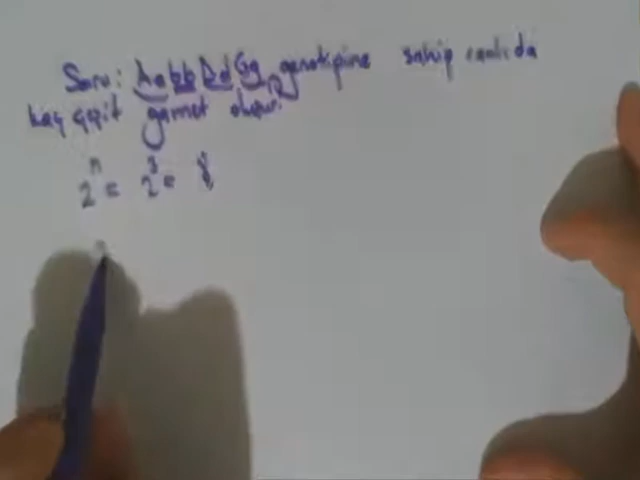 Soru: AabbDdGg genotipine sahip canlıda
kaç çeşit gamet oluşur?
2ⁿ = 2³ = 8